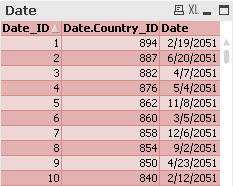 Date
XL
Date_ID Date.Country_ID Date
1 894 2/19/2051
2 887 6/20/2051
3 882 4/7/2051
4 876 5/4/2051
5 862 11/8/2051
6 860 3/5/2051
7 858 12/6/2051
8 854 9/2/2051
9 850 4/23/2051
10 840 2/12/2051